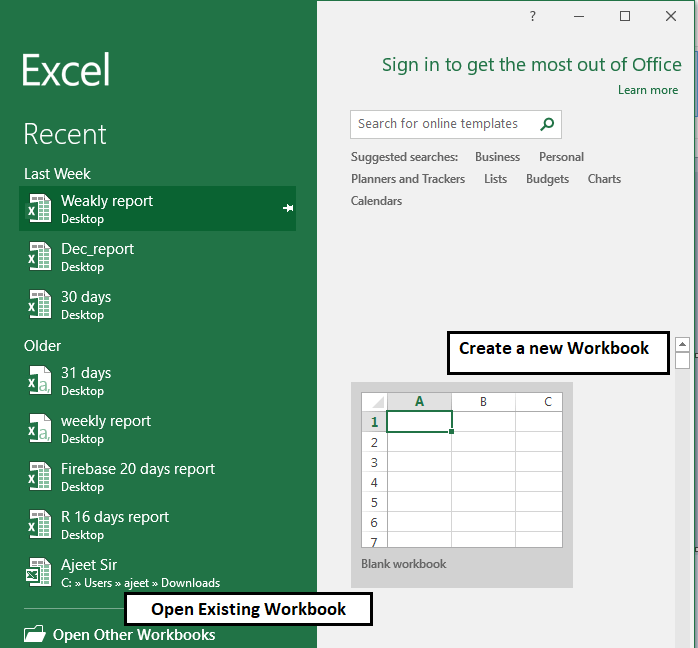 Excel
Recent
Last Week
Weakly report
Desktop
Dec_report
Desktop
30 days
Desktop
Older
31 days
Desktop
weekly report
Desktop
Firebase 20 days report
Desktop
R 16 days report
Desktop
Ajeet Sir
C: » Users » ajeet » Downloads
Open Existing Workbook
Open Other Workbooks
?
Sign in to get the most out of Office
Learn more
Search for online templates
Suggested searches: Business Personal
Planners and Trackers Lists Budgets Charts
Calendars
Create a new Workbook
A B C
1
2
3
4
5
6
7
Blank workbook